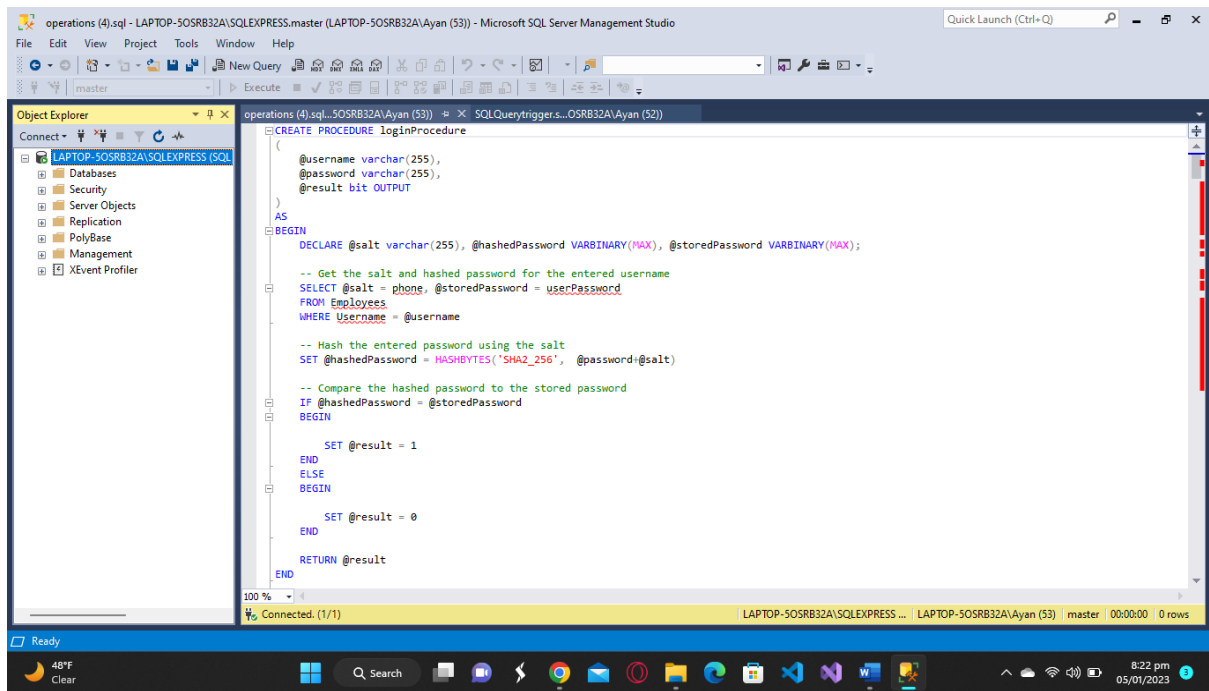 operations (4).sql - LAPTOP-5OSRB32A\SQLEXPRESS.master (LAPTOP-5OSRB32A\Ayan (53)) - Microsoft SQL Server Management Studio
Quick Launch (Ctrl+Q)
File Edit View Project Tools Window Help
New Query MDX DMX XMLA DAX
master Execute
Object Explorer
Connect
LAPTOP-5OSRB32A\SQLEXPRESS (SQL
Databases
Security
Server Objects
Replication
PolyBase
Management
XEvent Profiler
operations (4).sql...5OSRB32A\Ayan (53)) SQLQuerytrigger.s...OSRB32A\Ayan (52))
CREATE PROCEDURE loginProcedure
(
@username varchar(255),
@password varchar(255),
@result bit OUTPUT
)
AS
BEGIN
DECLARE @salt varchar(255), @hashedPassword VARBINARY(MAX), @storedPassword VARBINARY(MAX);
-- Get the salt and hashed password for the entered username
SELECT @salt = phone, @storedPassword = userPassword
FROM Employees
WHERE Username = @username
-- Hash the entered password using the salt
SET @hashedPassword = HASHBYTES('SHA2_256', @password+@salt)
-- Compare the hashed password to the stored password
IF @hashedPassword = @storedPassword
BEGIN
SET @result = 1
END
ELSE
BEGIN
SET @result = 0
END
RETURN @result
END
100 %
Connected. (1/1)
LAPTOP-5OSRB32A\SQLEXPRESS ... LAPTOP-5OSRB32A\Ayan (53) master 00:00:00 0 rows
Ready
48°F
Clear
Search
8:22 pm
05/01/2023
3